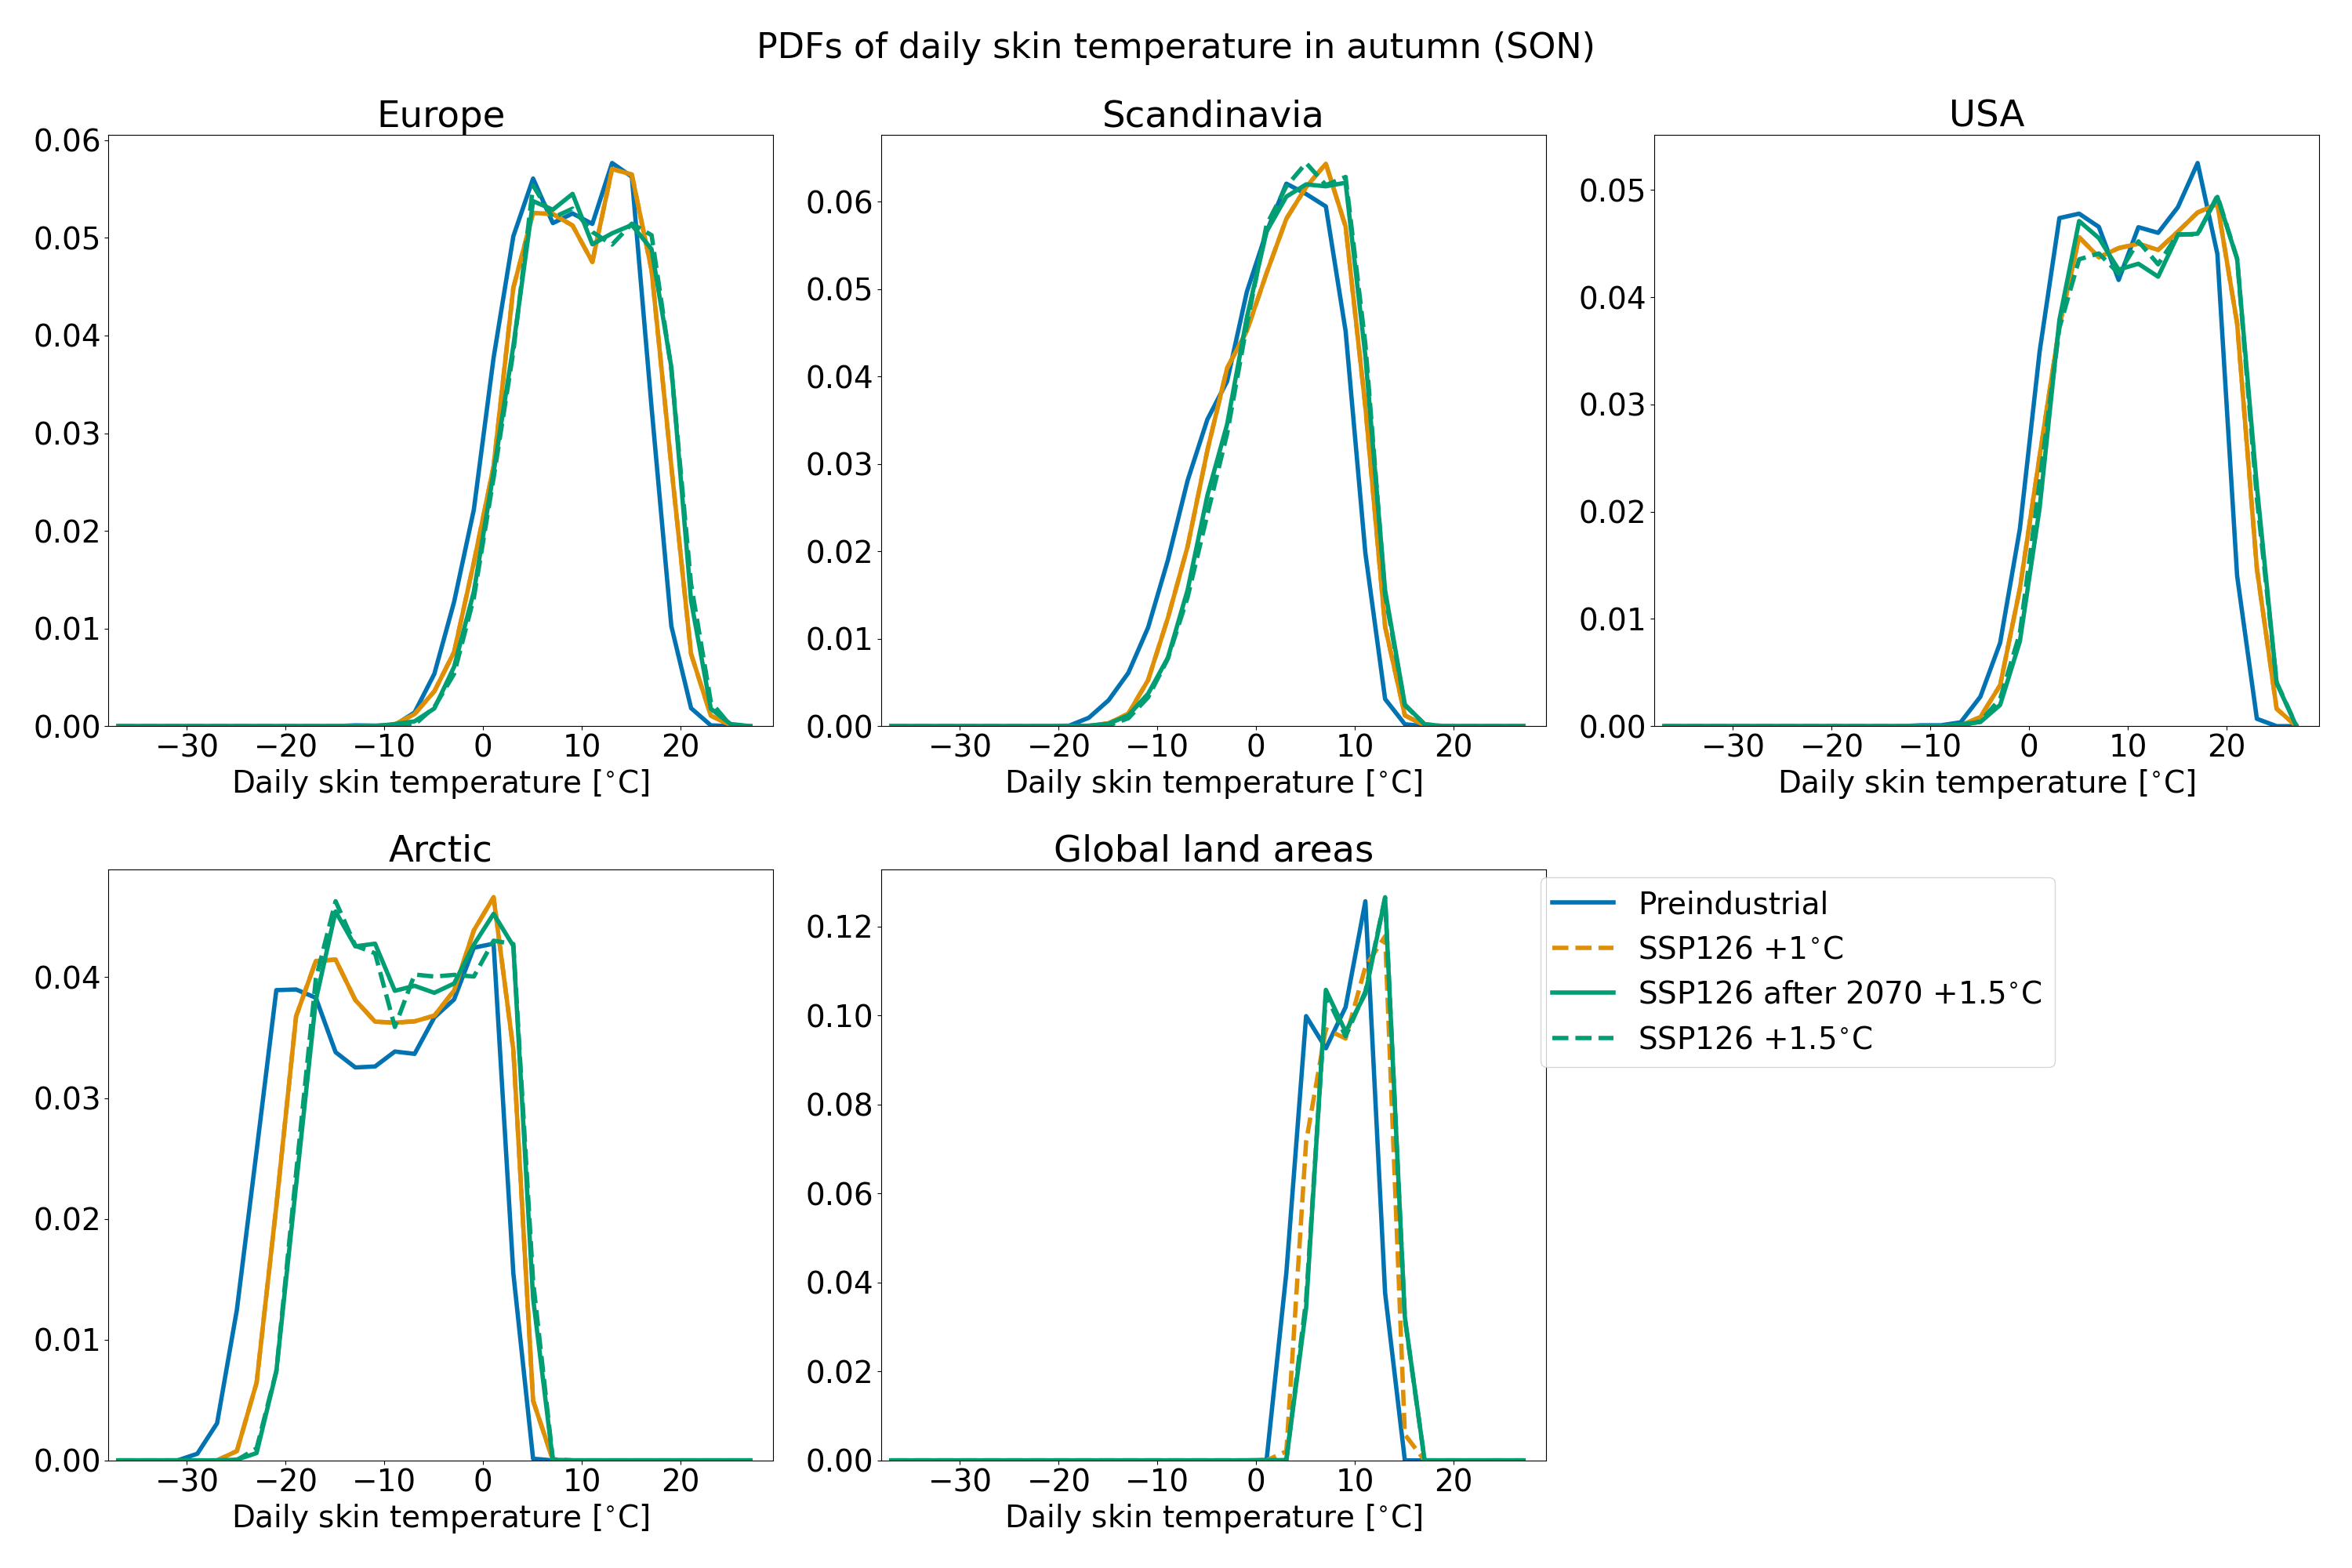 PDFs of daily skin temperature in autumn (SON)
Europe
0.06
0.05
0.04
0.03
0.02
0.01
0.00
−30 −20 −10 0 10 20
Daily skin temperature [°C]
Scandinavia
0.06
0.05
0.04
0.03
0.02
0.01
0.00
−30 −20 −10 0 10 20
Daily skin temperature [°C]
USA
0.05
0.04
0.03
0.02
0.01
0.00
−30 −20 −10 0 10 20
Daily skin temperature [°C]
Arctic
0.04
0.03
0.02
0.01
0.00
−30 −20 −10 0 10 20
Daily skin temperature [°C]
Global land areas
0.12
0.10
0.08
0.06
0.04
0.02
0.00
−30 −20 −10 0 10 20
Daily skin temperature [°C]
Preindustrial
SSP126 +1°C
SSP126 after 2070 +1.5°C
SSP126 +1.5°C